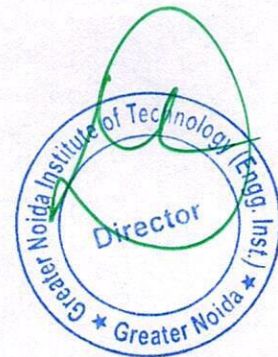 Greater Noida Institute of Technology (Engg. Inst.)
Director
★ Greater Noida ★